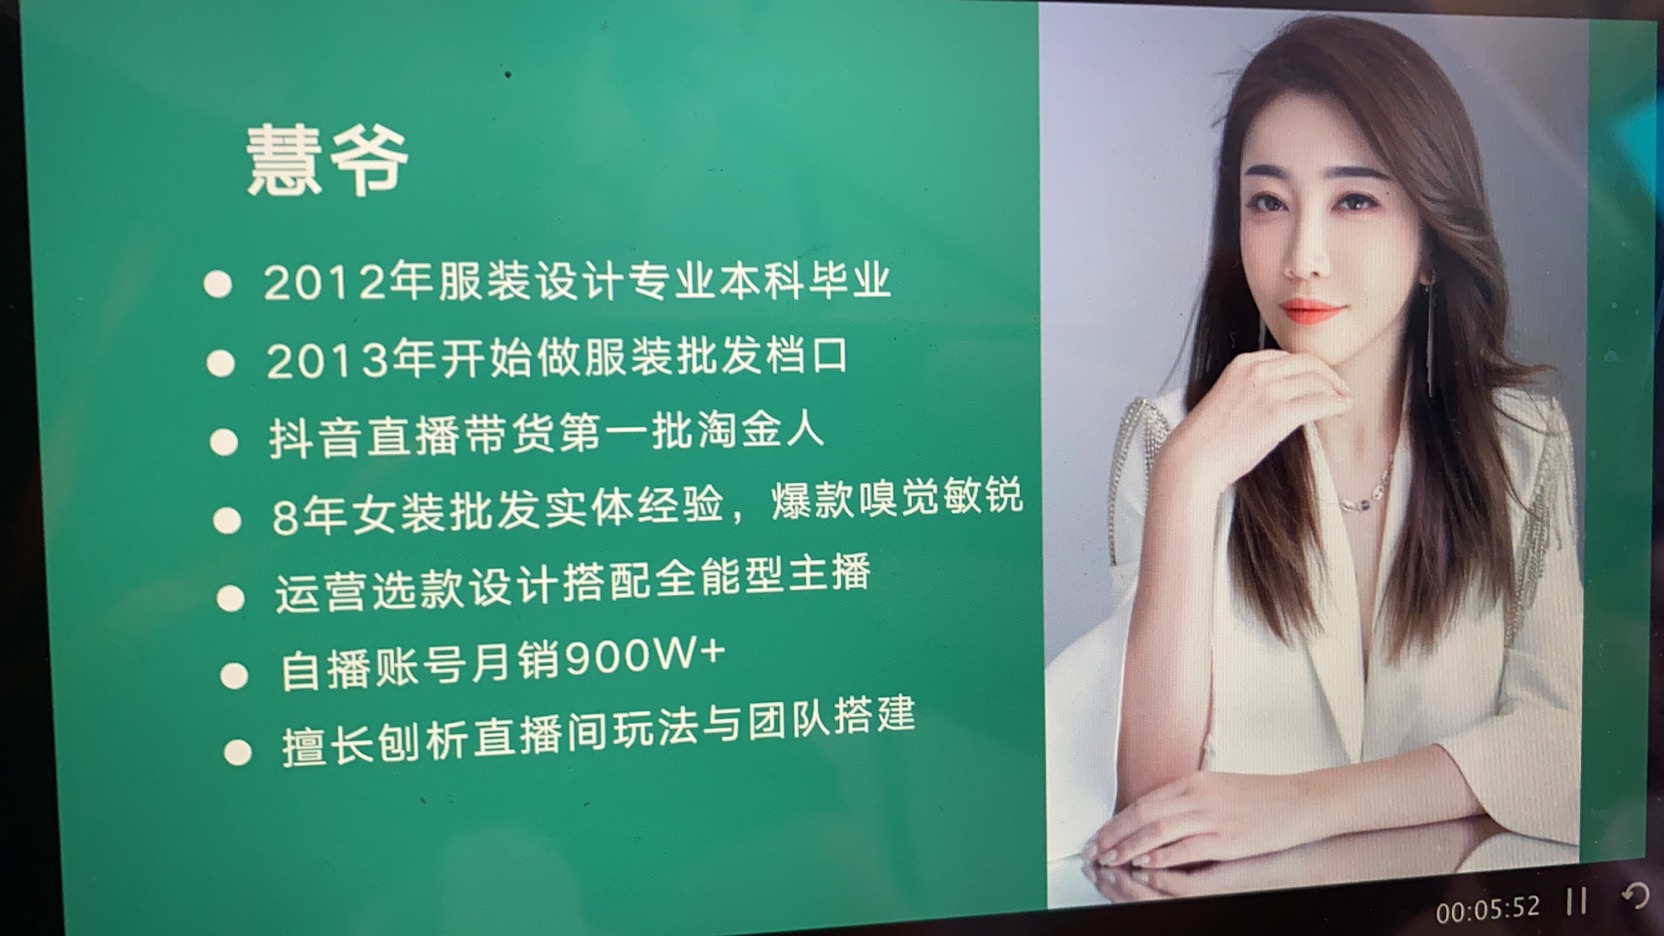 慧爷
2012年服装设计专业本科毕业
2013年开始做服装批发档口
抖音直播带货第一批淘金人
8年女装批发实体经验，爆款嗅觉敏锐
运营选款设计搭配全能型主播
自播账号月销900W+
擅长刨析直播间玩法与团队搭建
00:05:52